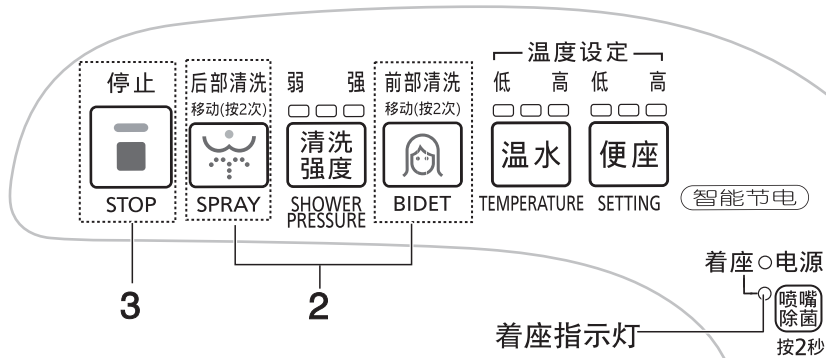 温度设定
停止 后部清洗 弱 强 前部清洗 低 高 低 高
移动(按2次) 移动(按2次)
清洗
强度
温水 便座
STOP SPRAY SHOWER PRESSURE BIDET TEMPERATURE SETTING
智能节电
3 2
着座 电源
喷嘴
除菌
着座指示灯
按2秒